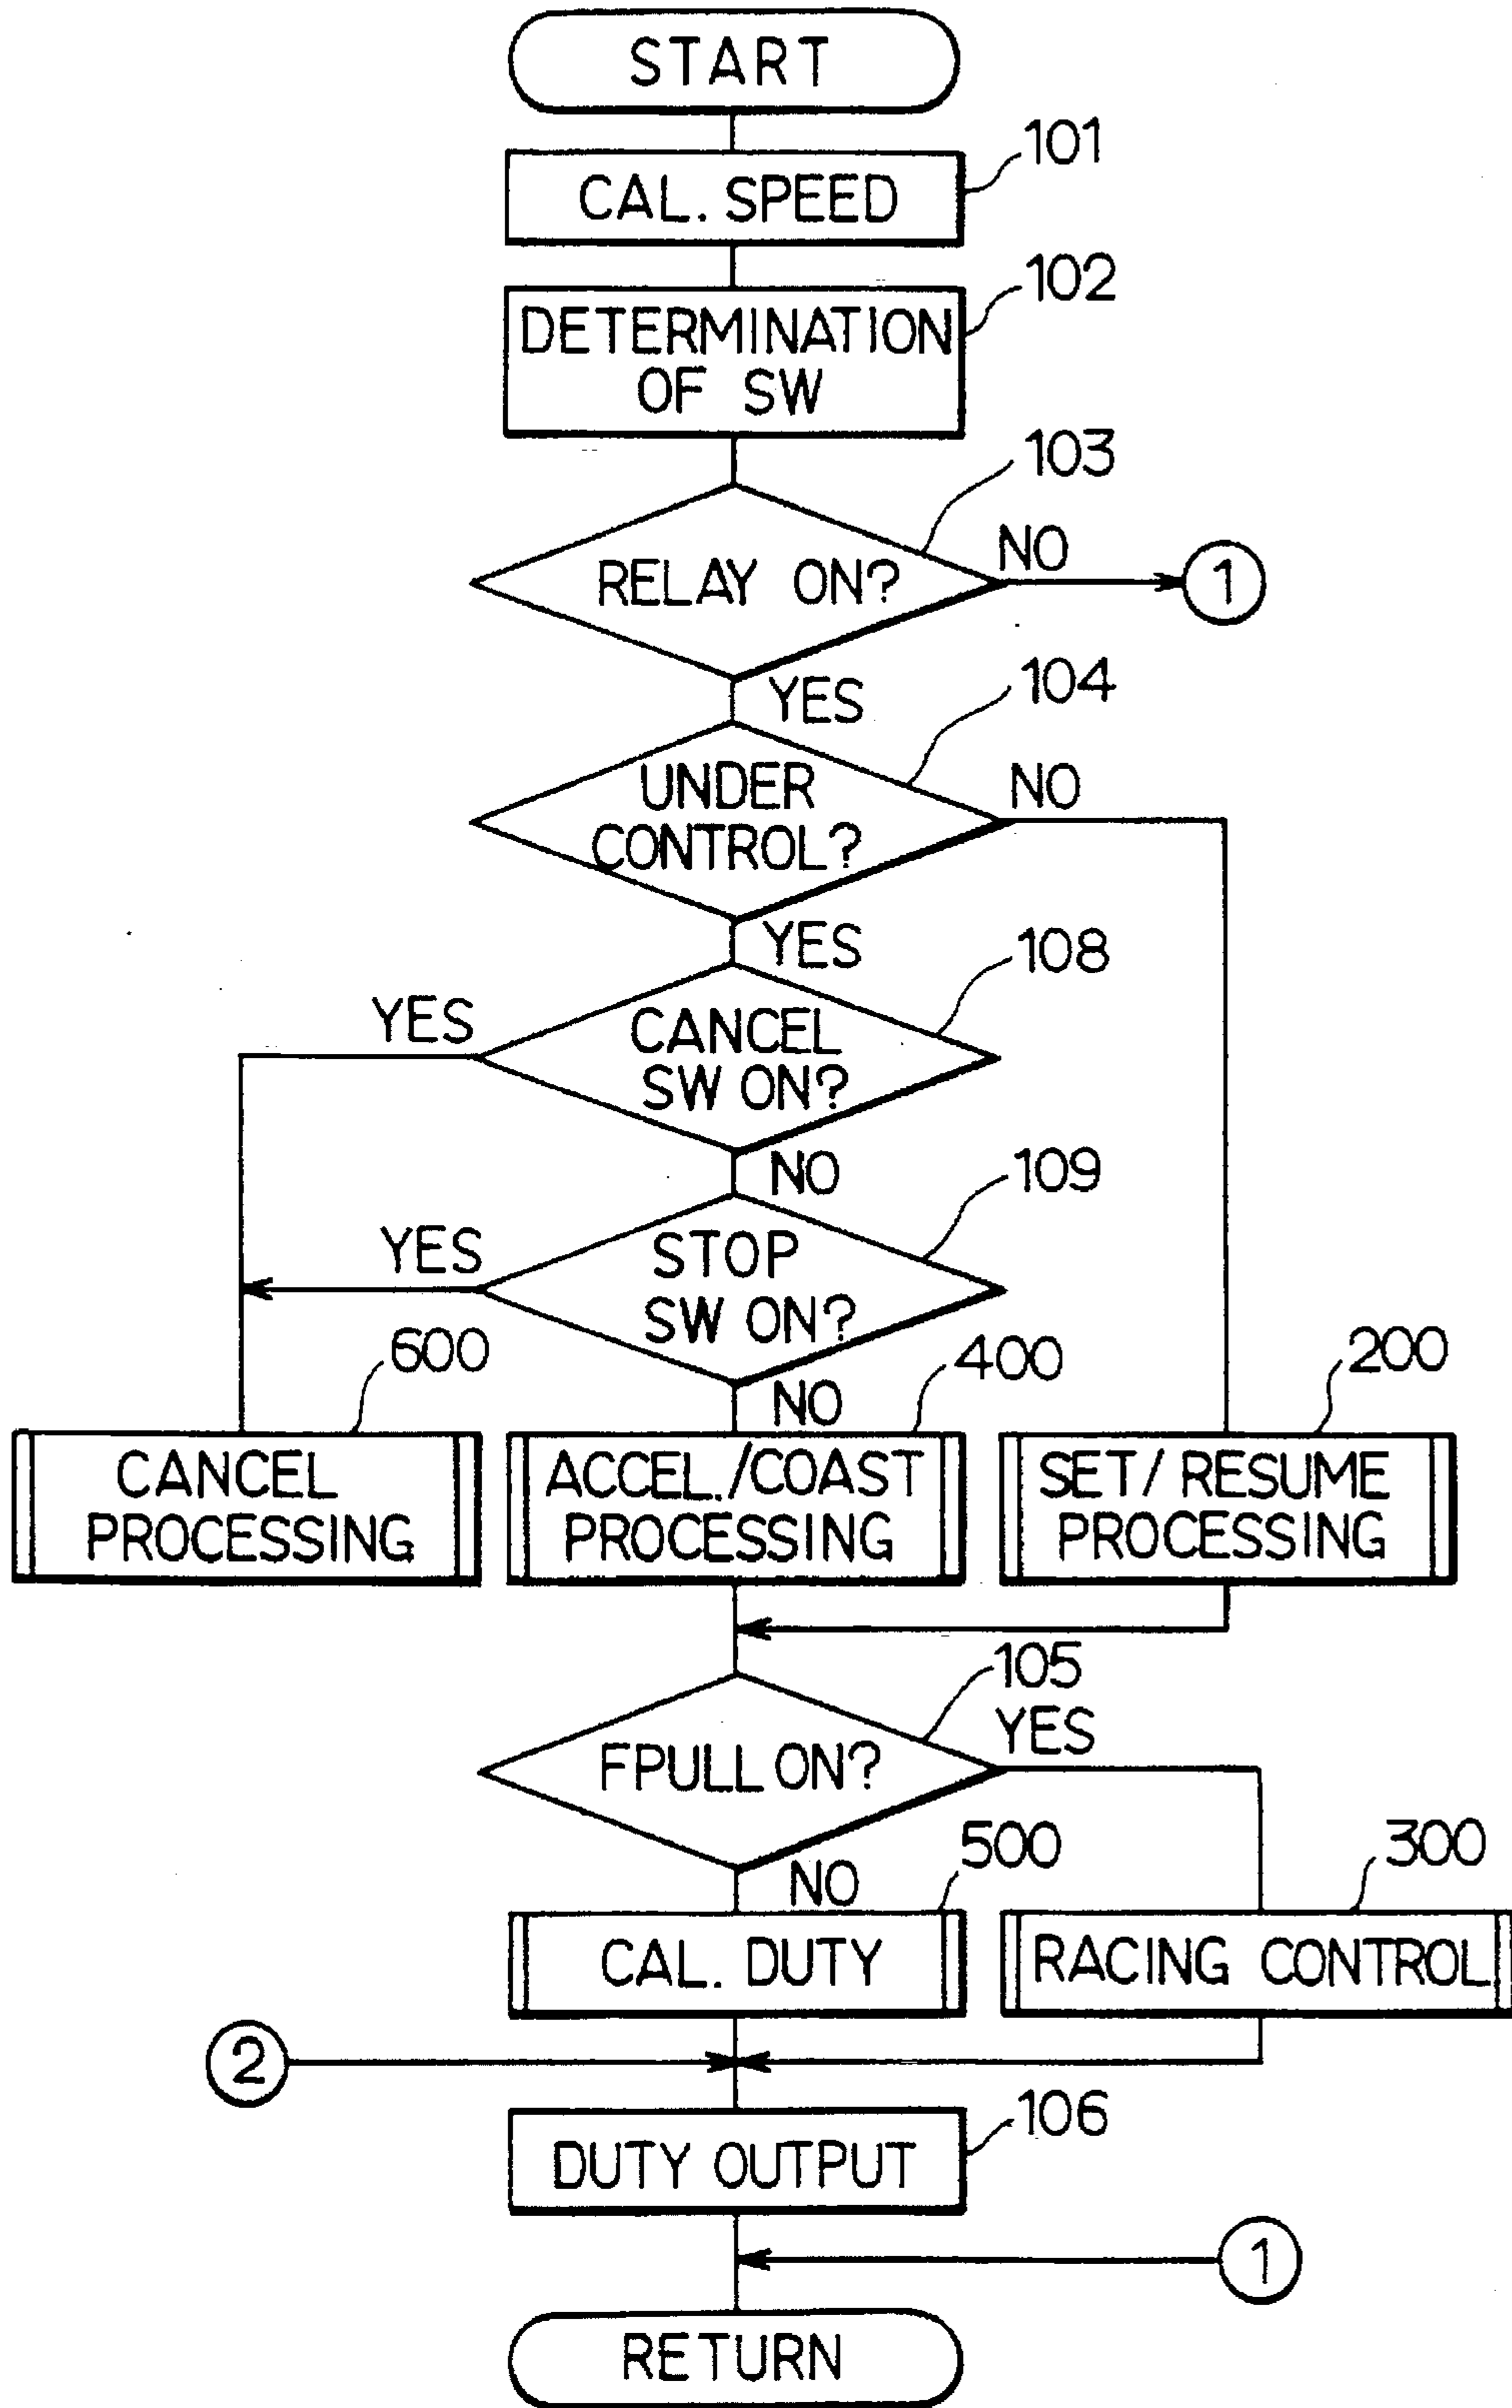 START
101
CAL. SPEED
102
DETERMINATION
OF SW
103
RELAY ON?
NO
1
YES
104
UNDER
CONTROL?
NO
YES
108
CANCEL
SW ON?
YES
NO
109
STOP
SW ON?
YES
NO
600
CANCEL
PROCESSING
400
ACCEL./COAST
PROCESSING
200
SET/RESUME
PROCESSING
105
FPULL ON?
YES
NO
500
CAL. DUTY
300
RACING CONTROL
2
106
DUTY OUTPUT
1
RETURN